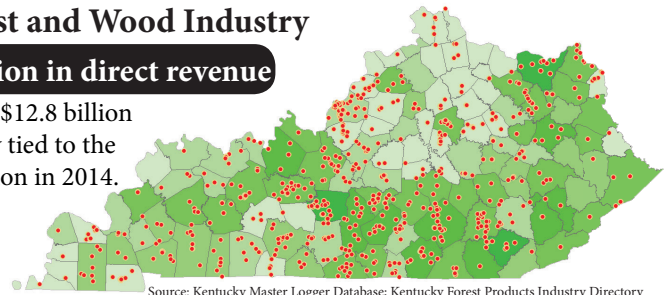 st and Wood Industry
ion in direct revenue
$12.8 billion
tied to the
on in 2014.
Source: Kentucky Master Logger Database; Kentucky Forest Products Industry Directory